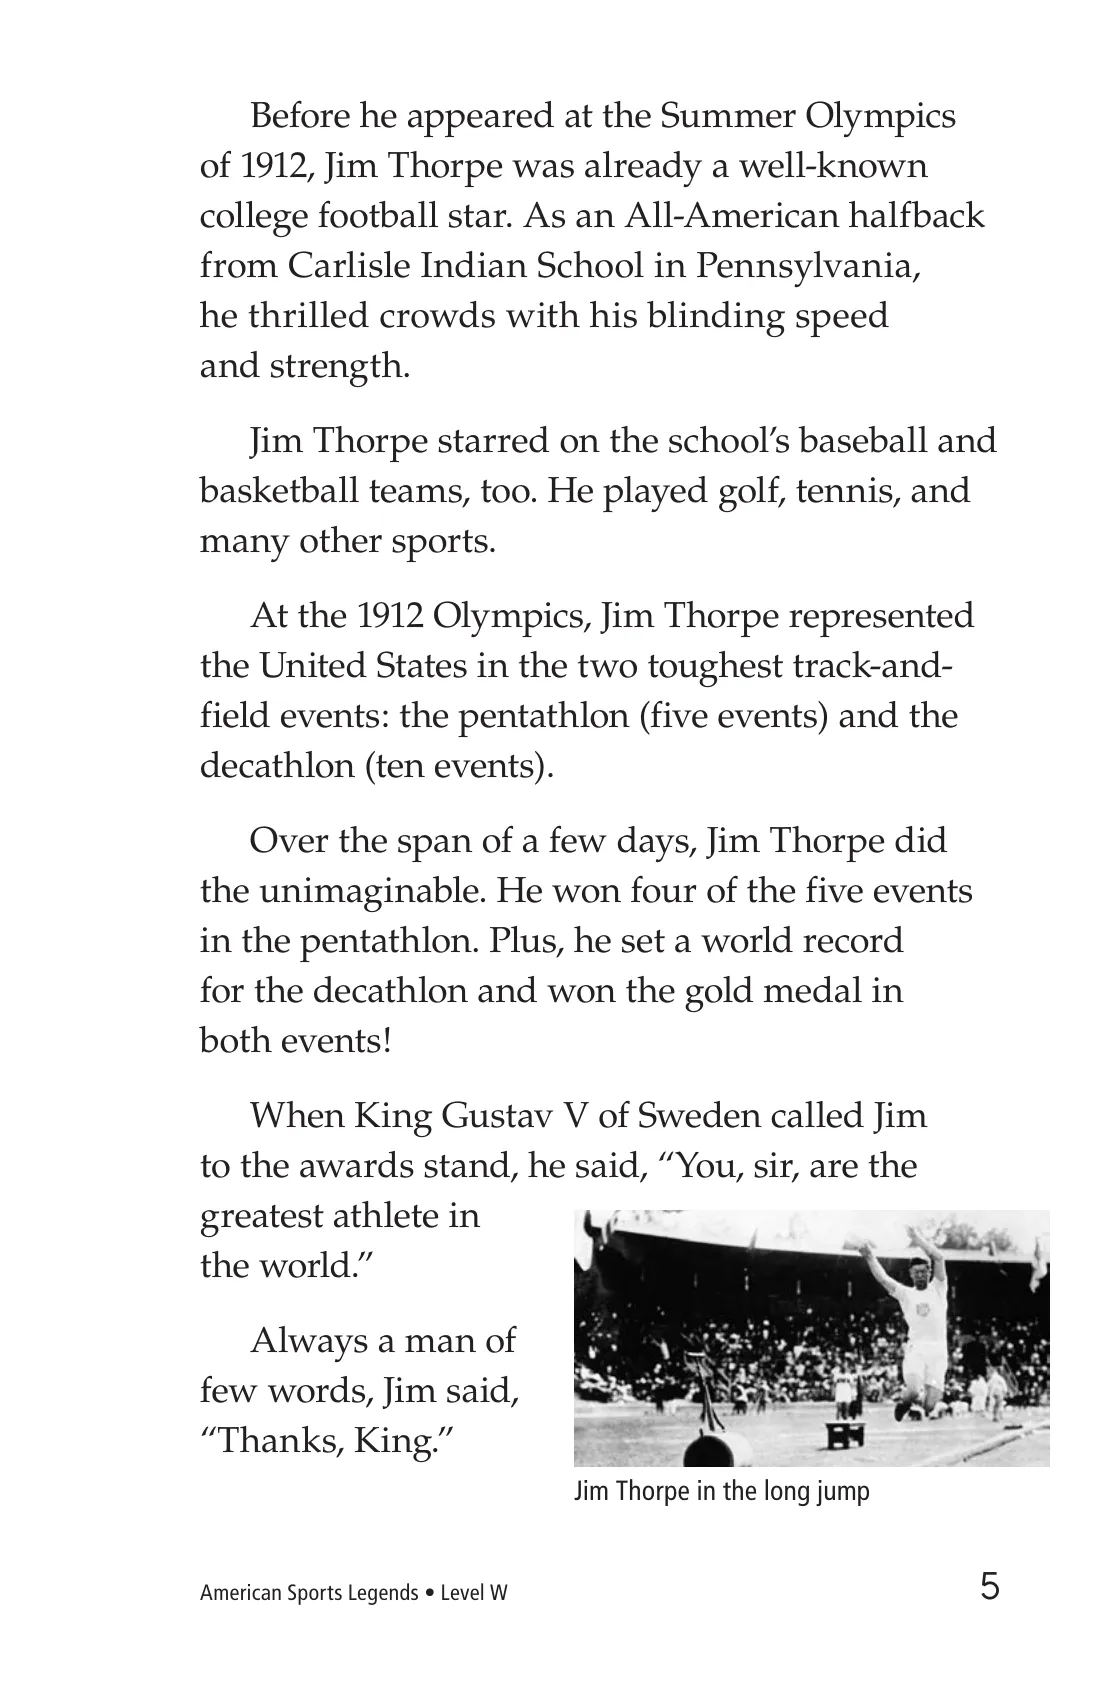 Before he appeared at the Summer Olympics
of 1912, Jim Thorpe was already a well-known
college football star. As an All-American halfback
from Carlisle Indian School in Pennsylvania,
he thrilled crowds with his blinding speed
and strength.
Jim Thorpe starred on the school’s baseball and
basketball teams, too. He played golf, tennis, and
many other sports.
At the 1912 Olympics, Jim Thorpe represented
the United States in the two toughest track-and-
field events: the pentathlon (five events) and the
decathlon (ten events).
Over the span of a few days, Jim Thorpe did
the unimaginable. He won four of the five events
in the pentathlon. Plus, he set a world record
for the decathlon and won the gold medal in
both events!
When King Gustav V of Sweden called Jim
to the awards stand, he said, “You, sir, are the
greatest athlete in
the world.”
Always a man of
few words, Jim said,
“Thanks, King.”
Jim Thorpe in the long jump
American Sports Legends • Level W
5